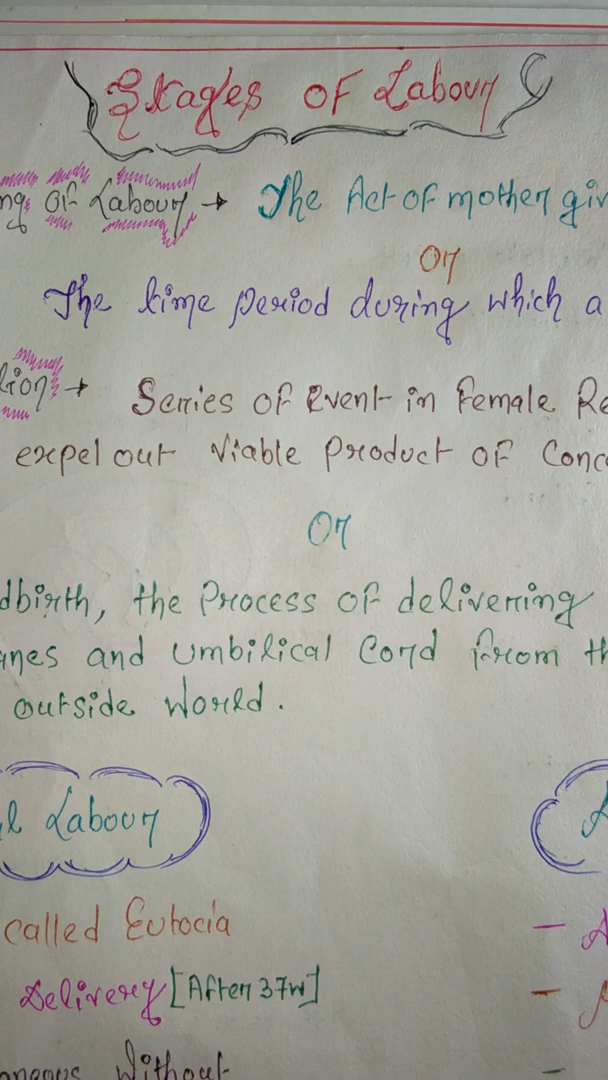 Stages of Labour
ng of Labour → The Act of mother giv
Or
The time period during which a
tion → Series of Event in Female Re
expel out Viable Product of Conc
Or
dbirth, the Process of delivering
anes and Umbilical Cord from th
outside World.
l Labour
called Eutocia
Delivery [After 37w]
- A
-
aneous Without
-